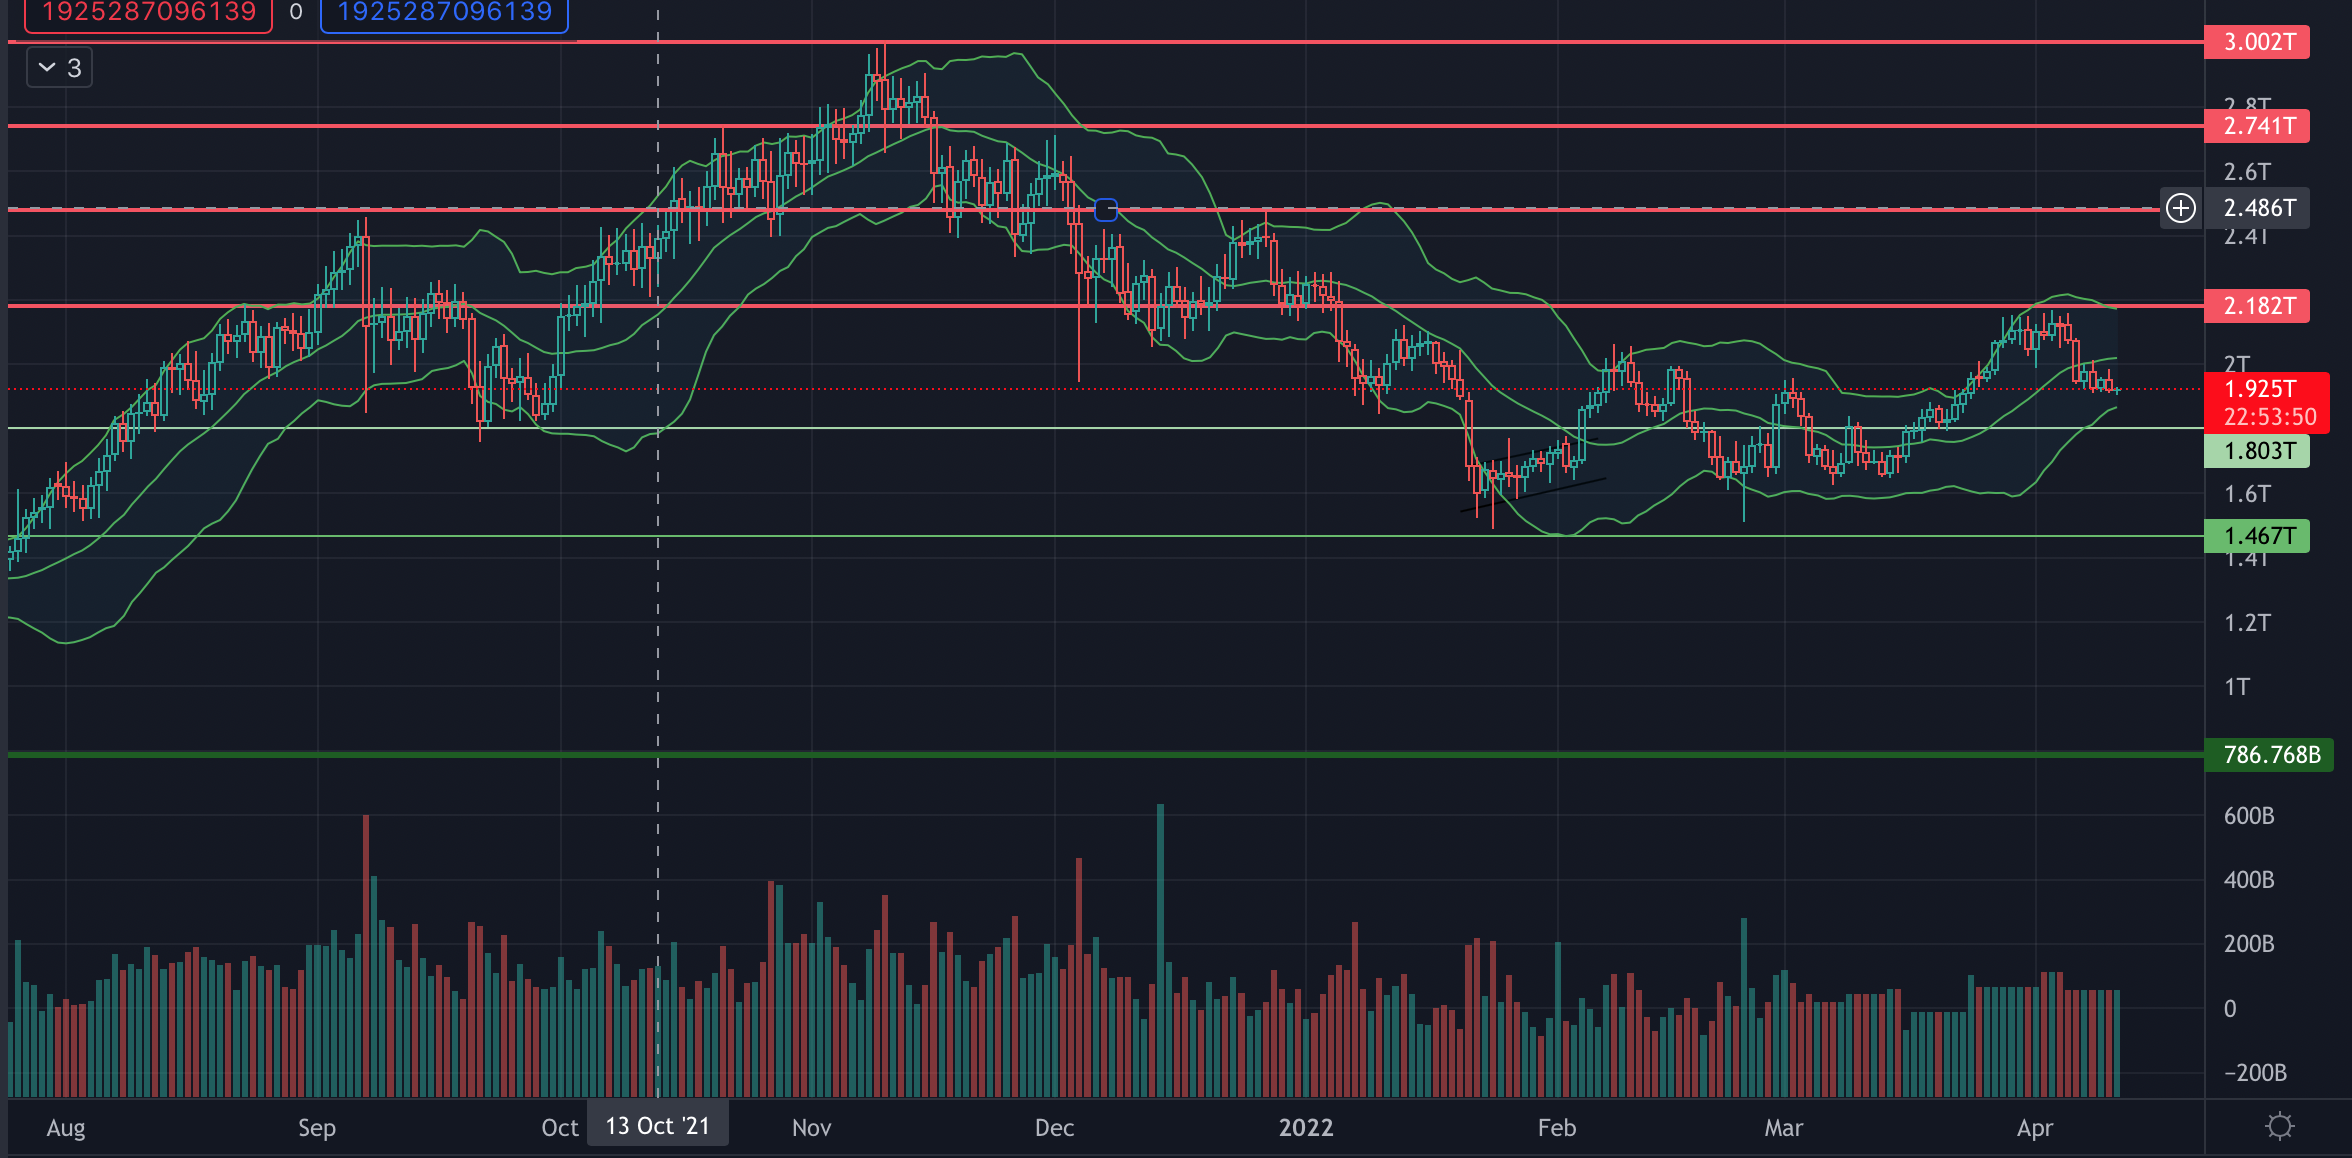 1925287096139 0 1925287096139
3
3.002T
2.8T
2.741T
2.6T
2.486T
2.4T
2.182T
2T
1.925T
22:53:50
1.803T
1.6T
1.467T
1.4T
1.2T
1T
786.768B
600B
400B
200B
0
−200B
Aug Sep Oct 13 Oct '21 Nov Dec 2022 Feb Mar Apr